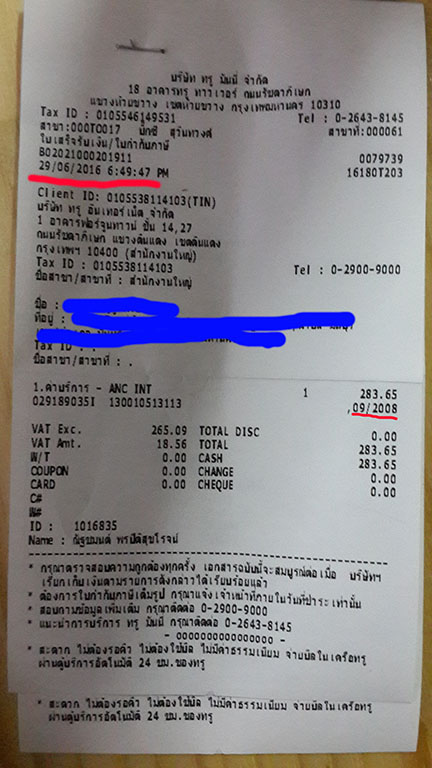 บริษัท ทรู มันนี่ จำกัด
18 อาคารทรู ทาวเวอร์ ถนนรัชดาภิเษก
แขวงห้วยขวาง เขตห้วยขวาง กรุงเทพมหานคร 10310
Tax ID : 0105546149531 Tel : 0-2643-8145
สาขา:000T0017 บิ๊กซี สุวินทวงศ์ สาขาที่:000061
ใบเสร็จรับเงิน/ใบกำกับภาษี
B02021000201911 0079739
29/06/2016 6:49:47 PM 16180T203
Client ID: 0105538114103(TIN)
บริษัท ทรู อินเทอร์เน็ต จำกัด
1 อาคารฟอร์จูนทาวน์ ชั้น 14,27
ถนนรัชดาภิเษก แขวงดินแดง เขตดินแดง
กรุงเทพฯ 10400 (สำนักงานใหญ่)
Tax ID : 0105538114103 Tel : 0-2900-9000
ชื่อสาขา/สาขาที่ : สำนักงานใหญ่
ชื่อ :
ที่อยู่ :
Tax ID : .
ชื่อสาขา/สาขาที่ : .
1.ค่าบริการ - ANC INT 1 283.65
029189035I 130010513113 ,09/2008
VAT Exc. 265.09 TOTAL DISC 0.00
VAT Amt. 18.56 TOTAL 283.65
W/T 0.00 CASH 283.65
COUPON 0.00 CHANGE 0.00
CARD 0.00 CHEQUE 0.00
C#
W#
ID : 1016835
Name : ณัฐชมนต์ พรปิติสุขโรจน์
* กรุณาตรวจสอบความถูกต้องทุกครั้ง เอกสารฉบับนี้จะสมบูรณ์ต่อเมื่อ บริษัทฯ
เรียกเก็บเงินตามรายการดังกล่าวได้เรียบร้อยแล้ว
* ต้องการใบกำกับภาษีเต็มรูป กรุณาแจ้งเจ้าหน้าที่ภายในวันที่ชำระเท่านั้น
* สอบถามข้อมูลเพิ่มเติม กรุณาติดต่อ 0-2900-9000
* แนะนำการบริการ ทรู มันนี่ กรุณาติดต่อ 0-2643-8145
- oooooooooooooooo -
* สะดวก ไม่ต้องรอคิว ไม่ต้องใช้บิล ไม่มีค่าธรรมเนียม จ่ายบิลในเครือทรู
ผ่านตู้บริการอัตโนมัติ 24 ชม.ของทรู
* สะดวก ไม่ต้องรอคิว ไม่ต้องใช้บิล ไม่มีค่าธรรมเนียม จ่ายบิลในเครือทรู
ผ่านตู้บริการอัตโนมัติ 24 ชม.ของทรู